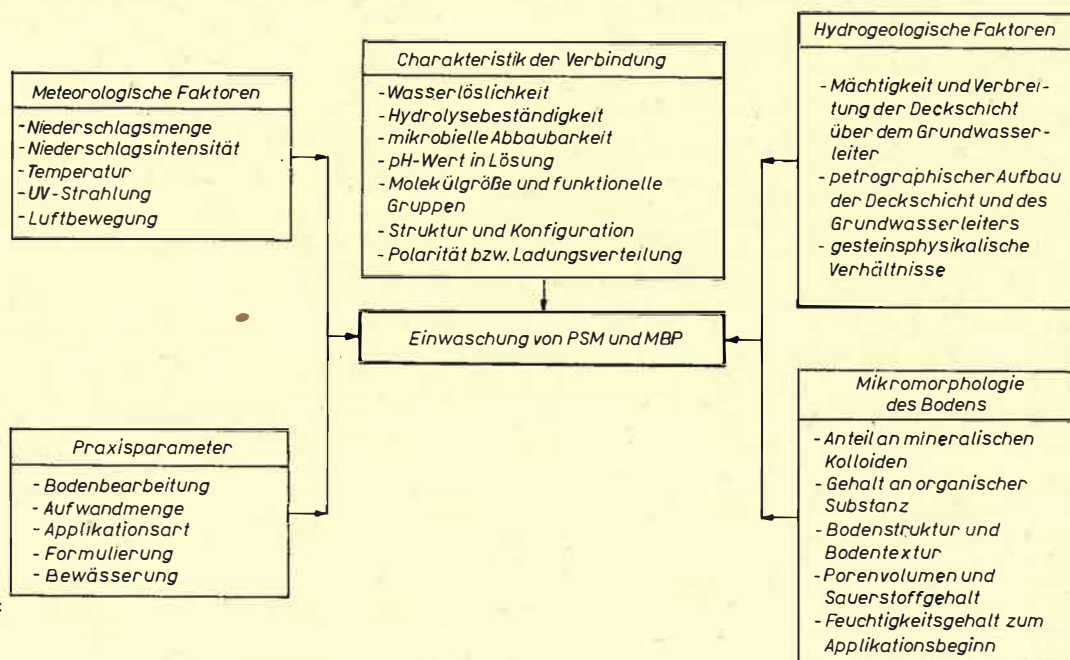 Meteorologische Faktoren
- Niederschlagsmenge
- Niederschlagsintensität
- Temperatur
- UV-Strahlung
- Luftbewegung
Praxisparameter
- Bodenbearbeitung
- Aufwandmenge
- Applikationsart
- Formulierung
- Bewässerung
Charakteristik der Verbindung
- Wasserlöslichkeit
- Hydrolysebeständigkeit
- mikrobielle Abbaubarkeit
- pH-Wert in Lösung
- Molekülgröße und funktionelle
Gruppen
- Struktur und Konfiguration
- Polarität bzw. Ladungsverteilung
Einwaschung von PSM und MBP
Hydrogeologische Faktoren
- Mächtigkeit und Verbrei-
tung der Deckschicht
über dem Grundwasser-
leiter
- petrographischer Aufbau
der Deckschicht und des
Grundwasserleiters
- gesteinsphysikalische
Verhältnisse
Mikromorphologie
des Bodens
- Anteil an mineralischen
Kolloiden
- Gehalt an organischer
Substanz
- Bodenstruktur und
Bodentextur
- Porenvolumen und
Sauerstoffgehalt
- Feuchtigkeitsgehalt zum
Applikationsbeginn